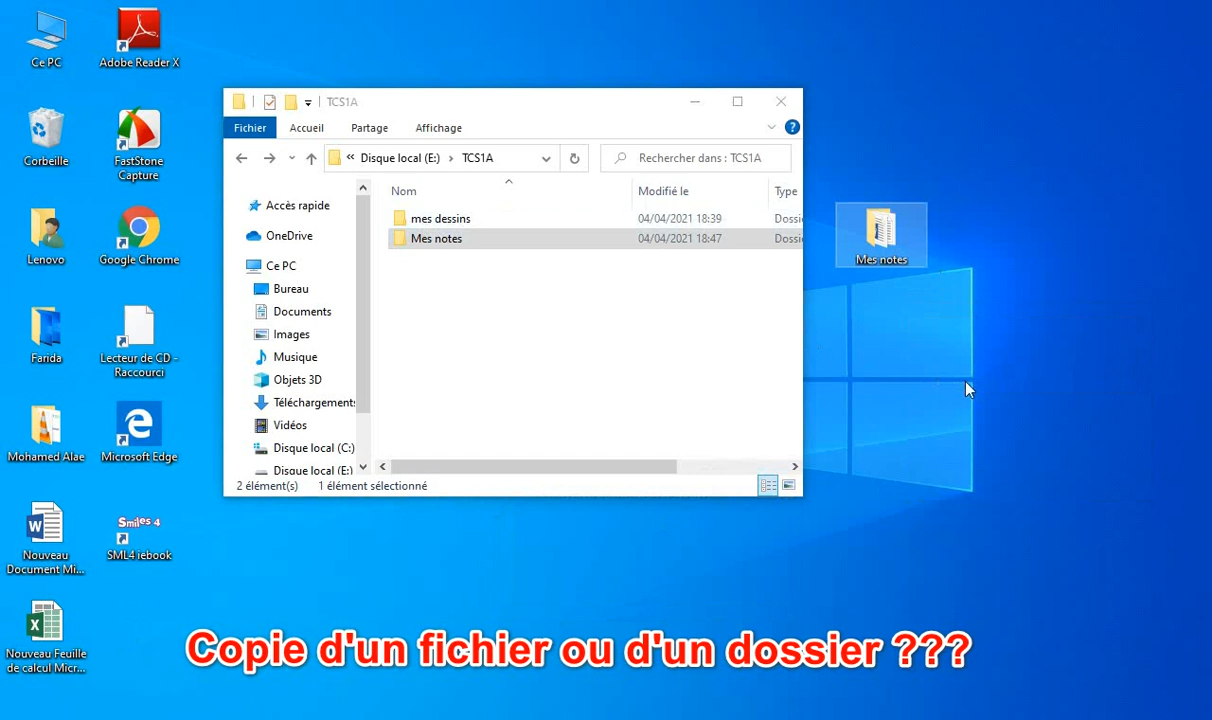 Ce PC
Adobe Reader X
Corbeille
FastStone
Capture
Lenovo
Google Chrome
Farida
Lecteur de CD -
Raccourci
Mohamed Alae
Microsoft Edge
Nouveau
Document Mi...
Smiles 4
SML4 iebook
Nouveau Feuille
de calcul Micr...
TCS1A
Fichier
Accueil
Partage
Affichage
« Disque local (E:) > TCS1A
Rechercher dans : TCS1A
Nom
Modifié le
Type
mes dessins
04/04/2021 18:39
Dossi
Mes notes
04/04/2021 18:47
Dossi
Accès rapide
OneDrive
Ce PC
Bureau
Documents
Images
Musique
Objets 3D
Téléchargements
Vidéos
Disque local (C:)
Disque local (E:)
2 élément(s)
1 élément sélectionné
Mes notes
Copie d'un fichier ou d'un dossier ???